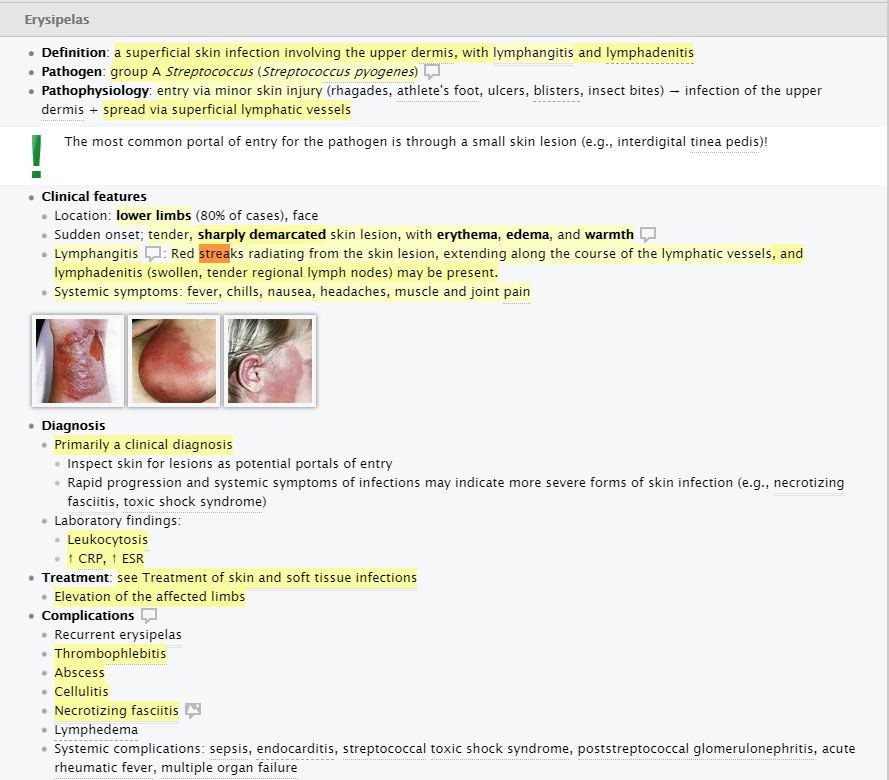 Erysipelas
Definition: a superficial skin infection involving the upper dermis, with lymphangitis and lymphadenitis
Pathogen: group A Streptococcus (Streptococcus pyogenes)
Pathophysiology: entry via minor skin injury (rhagades, athlete's foot, ulcers, blisters, insect bites) → infection of the upper
dermis + spread via superficial lymphatic vessels
! The most common portal of entry for the pathogen is through a small skin lesion (e.g., interdigital tinea pedis)!
Clinical features
Location: lower limbs (80% of cases), face
Sudden onset; tender, sharply demarcated skin lesion, with erythema, edema, and warmth
Lymphangitis : Red streaks radiating from the skin lesion, extending along the course of the lymphatic vessels, and
lymphadenitis (swollen, tender regional lymph nodes) may be present.
Systemic symptoms: fever, chills, nausea, headaches, muscle and joint pain
Diagnosis
Primarily a clinical diagnosis
Inspect skin for lesions as potential portals of entry
Rapid progression and systemic symptoms of infections may indicate more severe forms of skin infection (e.g., necrotizing
fasciitis, toxic shock syndrome)
Laboratory findings:
Leukocytosis
↑ CRP, ↑ ESR
Treatment: see Treatment of skin and soft tissue infections
Elevation of the affected limbs
Complications
Recurrent erysipelas
Thrombophlebitis
Abscess
Cellulitis
Necrotizing fasciitis
Lymphedema
Systemic complications: sepsis, endocarditis, streptococcal toxic shock syndrome, poststreptococcal glomerulonephritis, acute
rheumatic fever, multiple organ failure